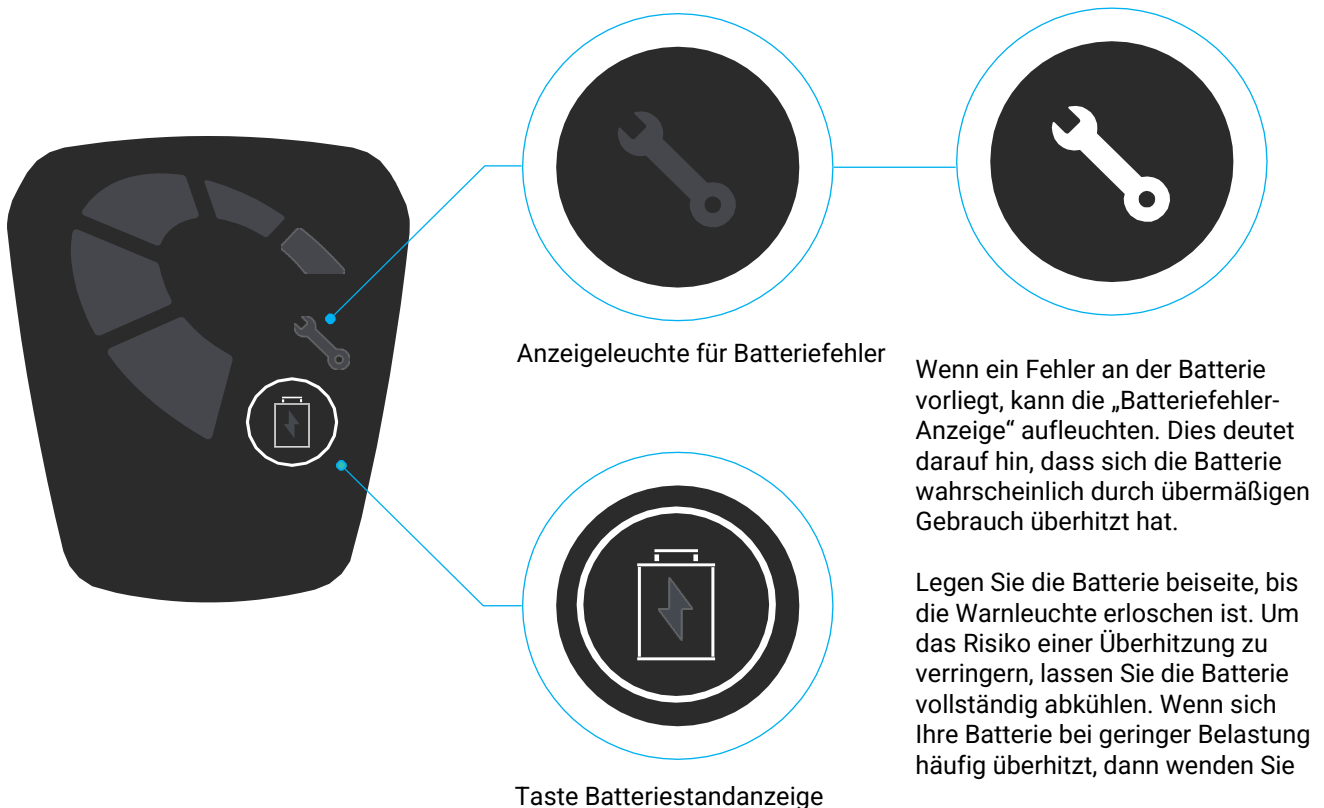 Anzeigeleuchte für Batteriefehler
Wenn ein Fehler an der Batterie
vorliegt, kann die „Batteriefehler-
Anzeige“ aufleuchten. Dies deutet
darauf hin, dass sich die Batterie
wahrscheinlich durch übermäßigen
Gebrauch überhitzt hat.
Legen Sie die Batterie beiseite, bis
die Warnleuchte erloschen ist. Um
das Risiko einer Überhitzung zu
verringern, lassen Sie die Batterie
vollständig abkühlen. Wenn sich
Ihre Batterie bei geringer Belastung
häufig überhitzt, dann wenden Sie
Taste Batteriestandanzeige